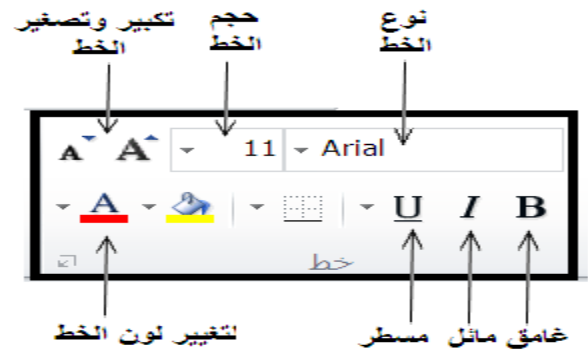 نوع الخط
حجم الخط
تكبير وتصغير الخط
Arial
11
A A
B I U
A
خط
غامق
مائل
مسطر
لتغيير لون الخط